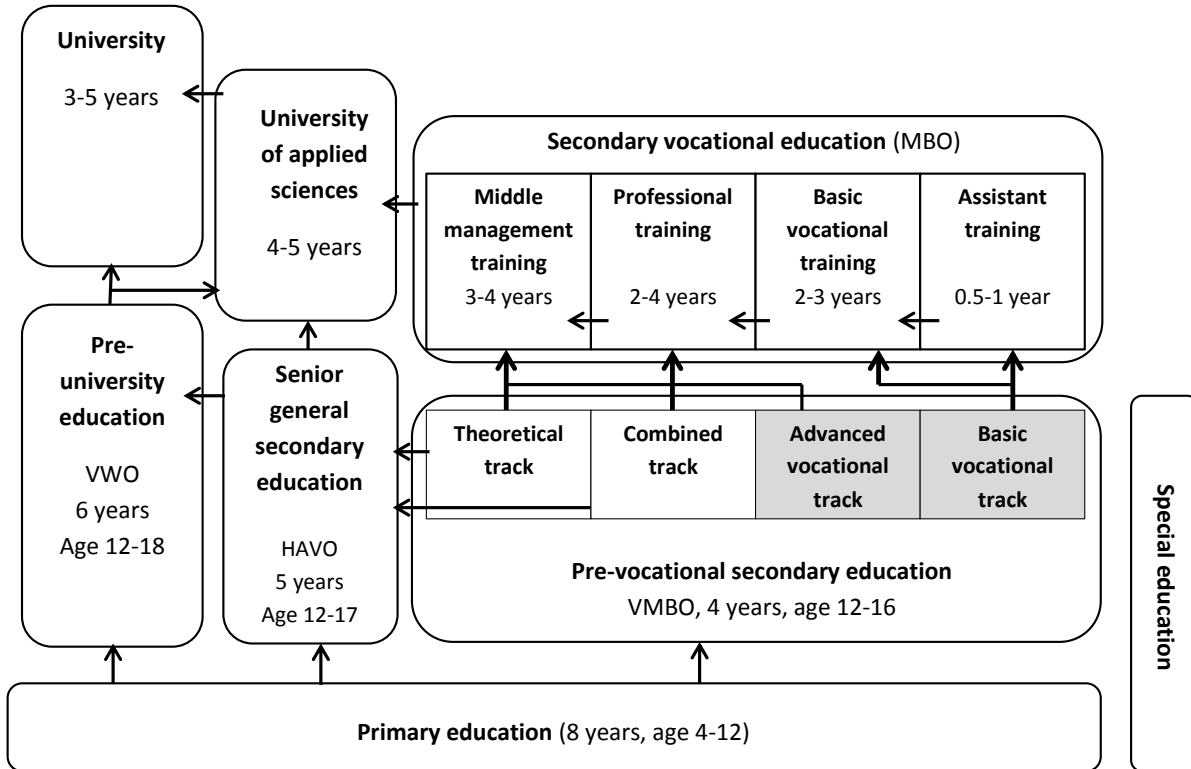 University
3-5 years
University
of applied
sciences
4-5 years
Secondary vocational education (MBO)
Middle
management
training
3-4 years
Professional
training
2-4 years
Basic
vocational
training
2-3 years
Assistant
training
0.5-1 year
Pre-
university
education
VWO
6 years
Age 12-18
Senior
general
secondary
education
HAVO
5 years
Age 12-17
Theoretical
track
Combined
track
Advanced
vocational
track
Basic
vocational
track
Pre-vocational secondary education
VMBO, 4 years, age 12-16
Special education
Primary education (8 years, age 4-12)